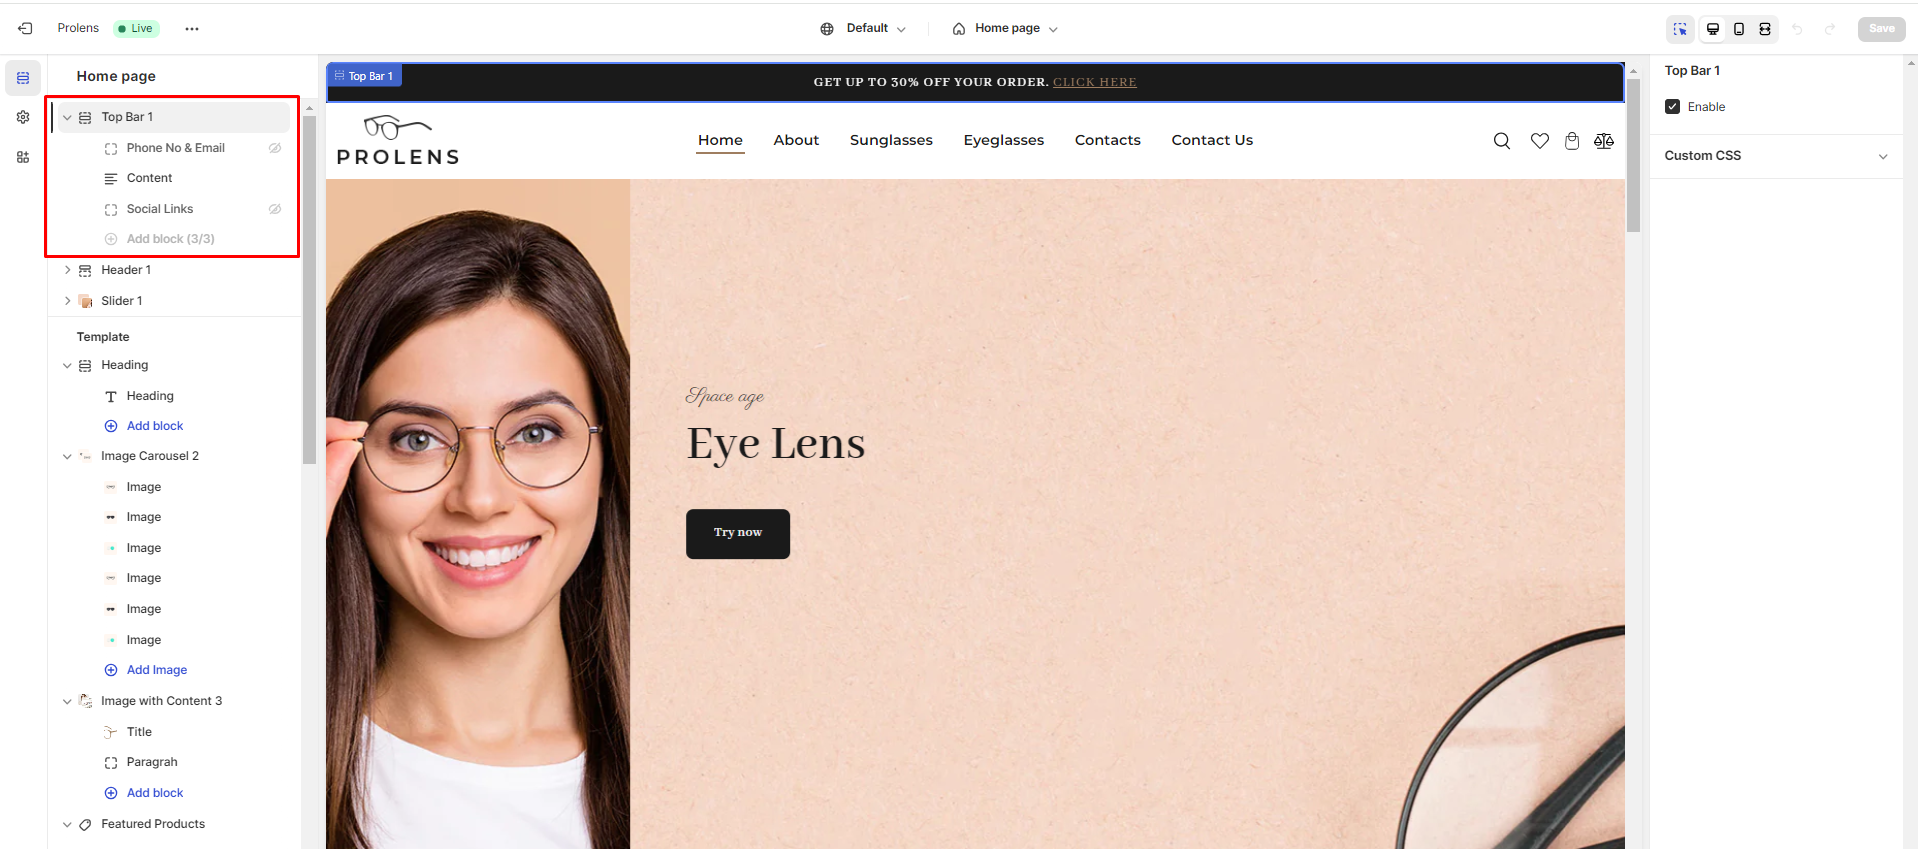 Prolens
Live
Default
Home page
Save
Home page
Top Bar 1
Phone No & Email
Content
Social Links
Add block (3/3)
Header 1
Slider 1
Template
Heading
Heading
Add block
Image Carousel 2
Image
Image
Image
Image
Image
Image
Add Image
Image with Content 3
Title
Paragrah
Add block
Featured Products
Top Bar 1
GET UP TO 30% OFF YOUR ORDER. CLICK HERE
PROLENS
Home About Sunglasses Eyeglasses Contacts Contact Us
Space age
Eye Lens
Try now
Top Bar 1
Enable
Custom CSS